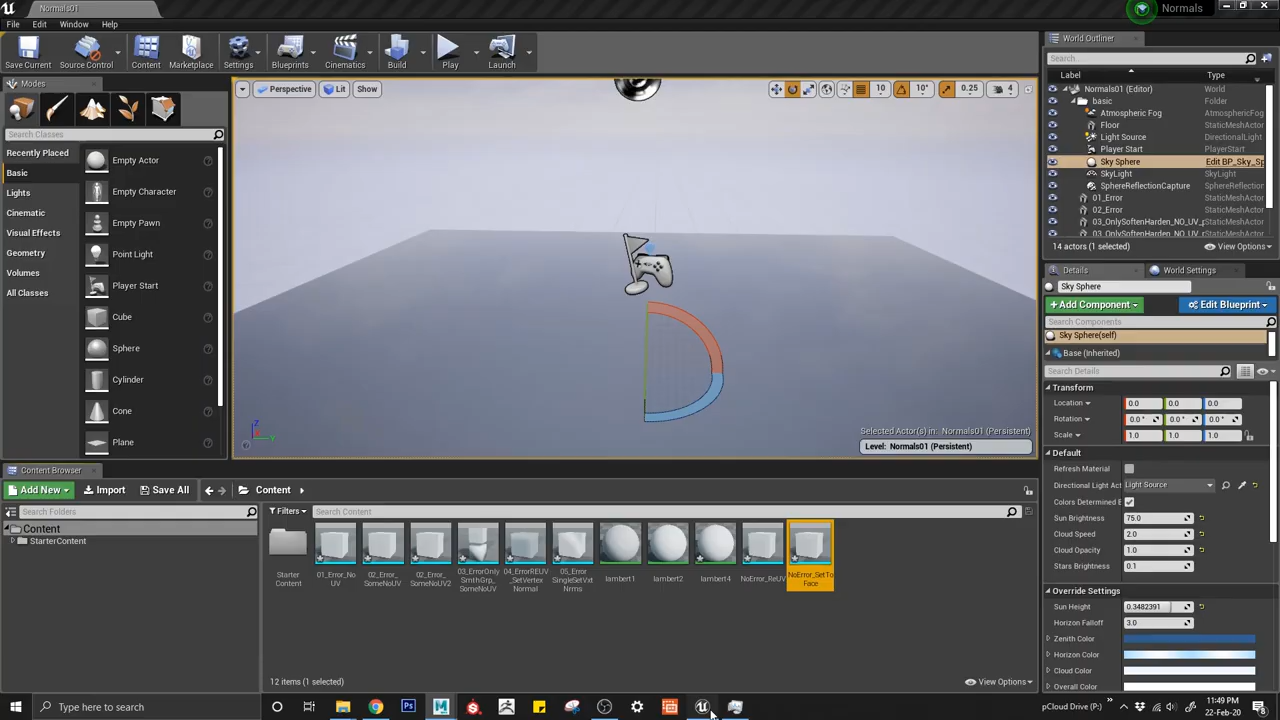 Normals01
Normals
File Edit Window Help
Save Current
Source Control
Content
Marketplace
Settings
Blueprints
Cinematics
Build
Play
Launch
Modes
Search Classes
Recently Placed
Basic
Lights
Cinematic
Visual Effects
Geometry
Volumes
All Classes
Empty Actor
Empty Character
Empty Pawn
Point Light
Player Start
Cube
Sphere
Cylinder
Cone
Plane
Perspective
Lit
Show
10
10°
0.25
4
Selected Actor(s) in: Normals01 (Persistent)
Level: Normals01 (Persistent)
World Outliner
Search...
Label Type
Normals01 (Editor) World
basic Folder
Atmospheric Fog AtmosphericFog
Floor StaticMeshActor
Light Source DirectionalLight
Player Start PlayerStart
Sky Sphere Edit BP_Sky_Sp
SkyLight SkyLight
SphereReflectionCapture SphereReflection
01_Error StaticMeshActor
02_Error StaticMeshActor
03_OnlySoftenHarden_NO_UV_r StaticMeshActor
03_OnlySoftenHarden_NO_UV_r StaticMeshActor
14 actors (1 selected)
View Options
Details
World Settings
Sky Sphere
Add Component
Edit Blueprint
Search Components
Sky Sphere(self)
Base (Inherited)
Search Details
Transform
Location 0.0 0.0 0.0
Rotation 0.0 ° 0.0 ° 0.0 °
Scale 1.0 1.0 1.0
Default
Refresh Material
Directional Light Act Light Source
Colors Determined B
Sun Brightness 75.0
Cloud Speed 2.0
Cloud Opacity 1.0
Stars Brightness 0.1
Override Settings
Sun Height 0.3482391
Horizon Falloff 3.0
Zenith Color
Horizon Color
Cloud Color
Overall Color
Content Browser
Add New Import Save All Content
Search Folders
Content
StarterContent
Filters
Search Content
Starter Content
01_Error_NoUV
02_Error_SomeNoUV
02_Error_SomeNoUV2
03_ErrorOnlySmthGrp_SomeNoUV
04_ErrorREUV_SetVertexNormal
05_ErrorSingleSetVxtNrms
lambert1
lambert2
lambert4
NoError_ReUV
NoError_SetToFace
12 items (1 selected)
View Options
Type here to search
pCloud Drive (P:)
11:49 PM
22-Feb-20